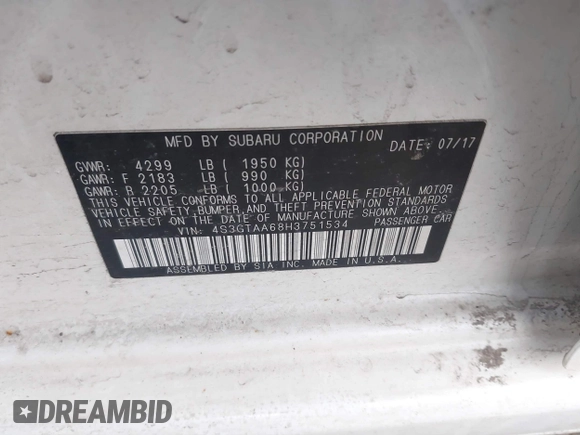 MFD BY SUBARU CORPORATION DATE: 07/17
GVWR: 4299 LB ( 1950 KG)
GAWR: F 2183 LB ( 990 KG)
GAWR: R 2205 LB ( 1000 KG)
THIS VEHICLE CONFORMS TO ALL APPLICABLE FEDERAL MOTOR
VEHICLE SAFETY, BUMPER, AND THEFT PREVENTION STANDARDS
IN EFFECT ON THE DATE OF MANUFACTURE SHOWN ABOVE.
VIN: 4S3GTAA68H3751534 PASSENGER CAR
ASSEMBLED BY SIA INC. MADE IN U.S.A.
DREAMBID
DREAMBID.COM